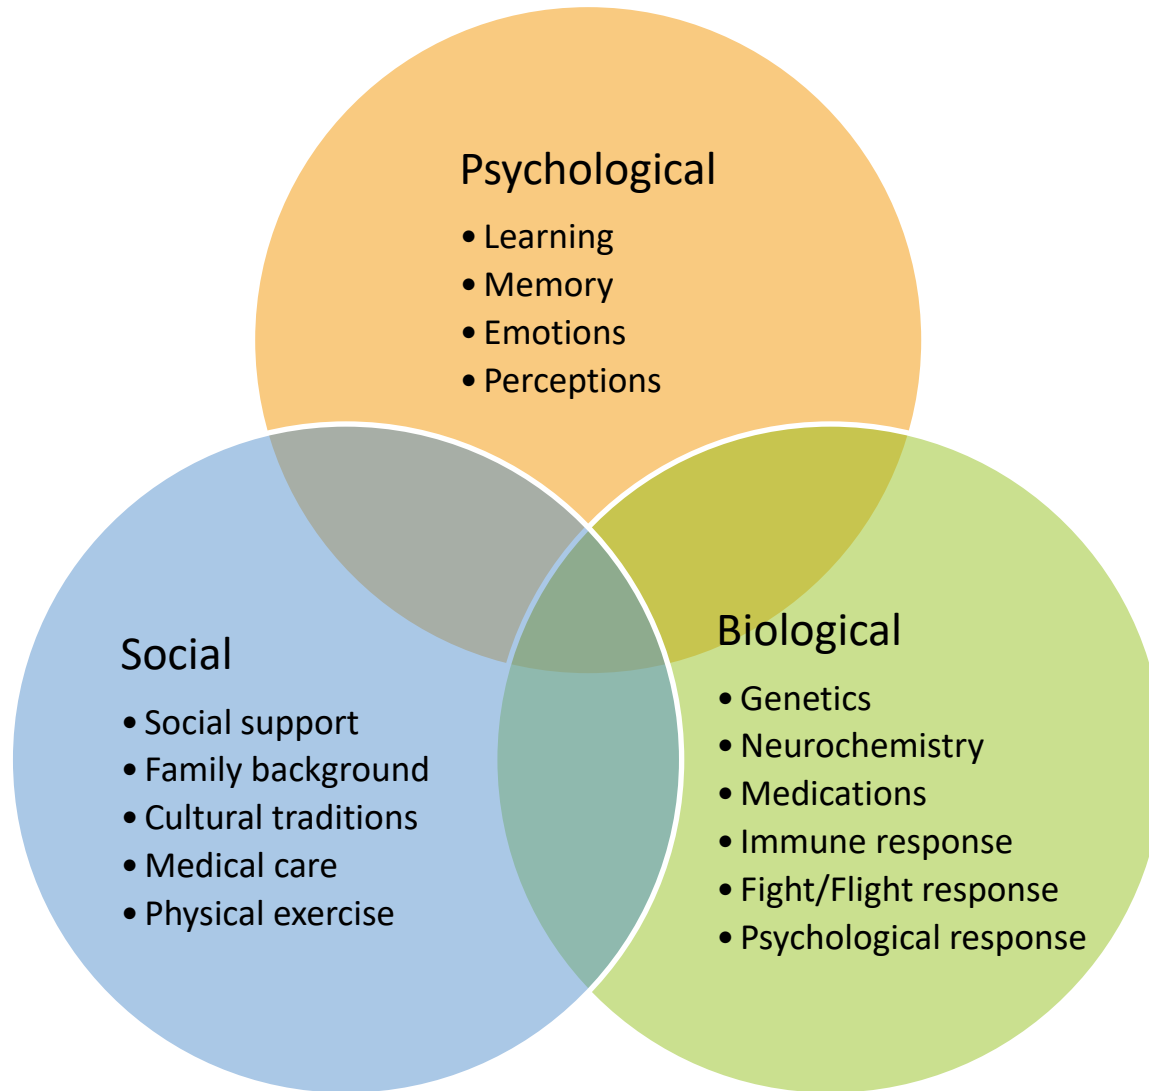 Psychological
• Learning
• Memory
• Emotions
• Perceptions
Social
• Social support
• Family background
• Cultural traditions
• Medical care
• Physical exercise
Biological
• Genetics
• Neurochemistry
• Medications
• Immune response
• Fight/Flight response
• Psychological response